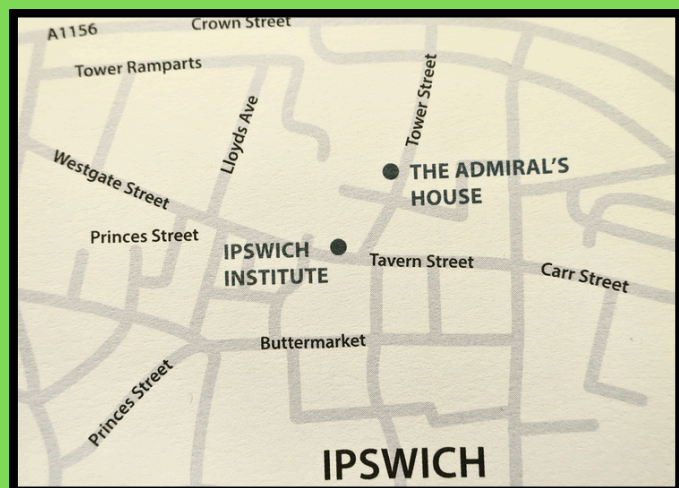 A1156
Crown Street
Tower Ramparts
Tower Street
Lloyds Ave
THE ADMIRAL'S
HOUSE
Westgate Street
Princes Street
IPSWICH
INSTITUTE
Tavern Street
Carr Street
Buttermarket
Princes Street
IPSWICH